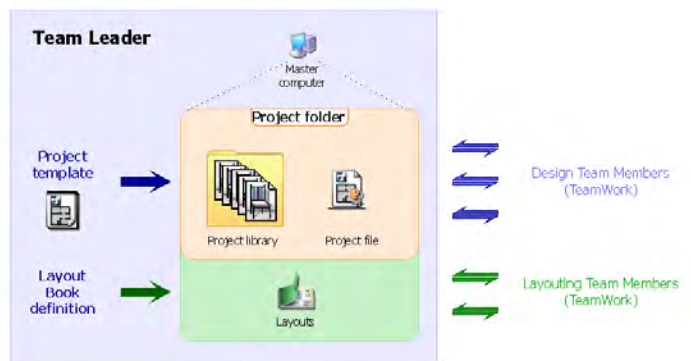 Team Leader
Master
computer
Project folder
Project
template
Project library
Project file
Design Team Members
(TeamWork)
Layout
Book
definition
Layouts
Layouting Team Members
(TeamWork)